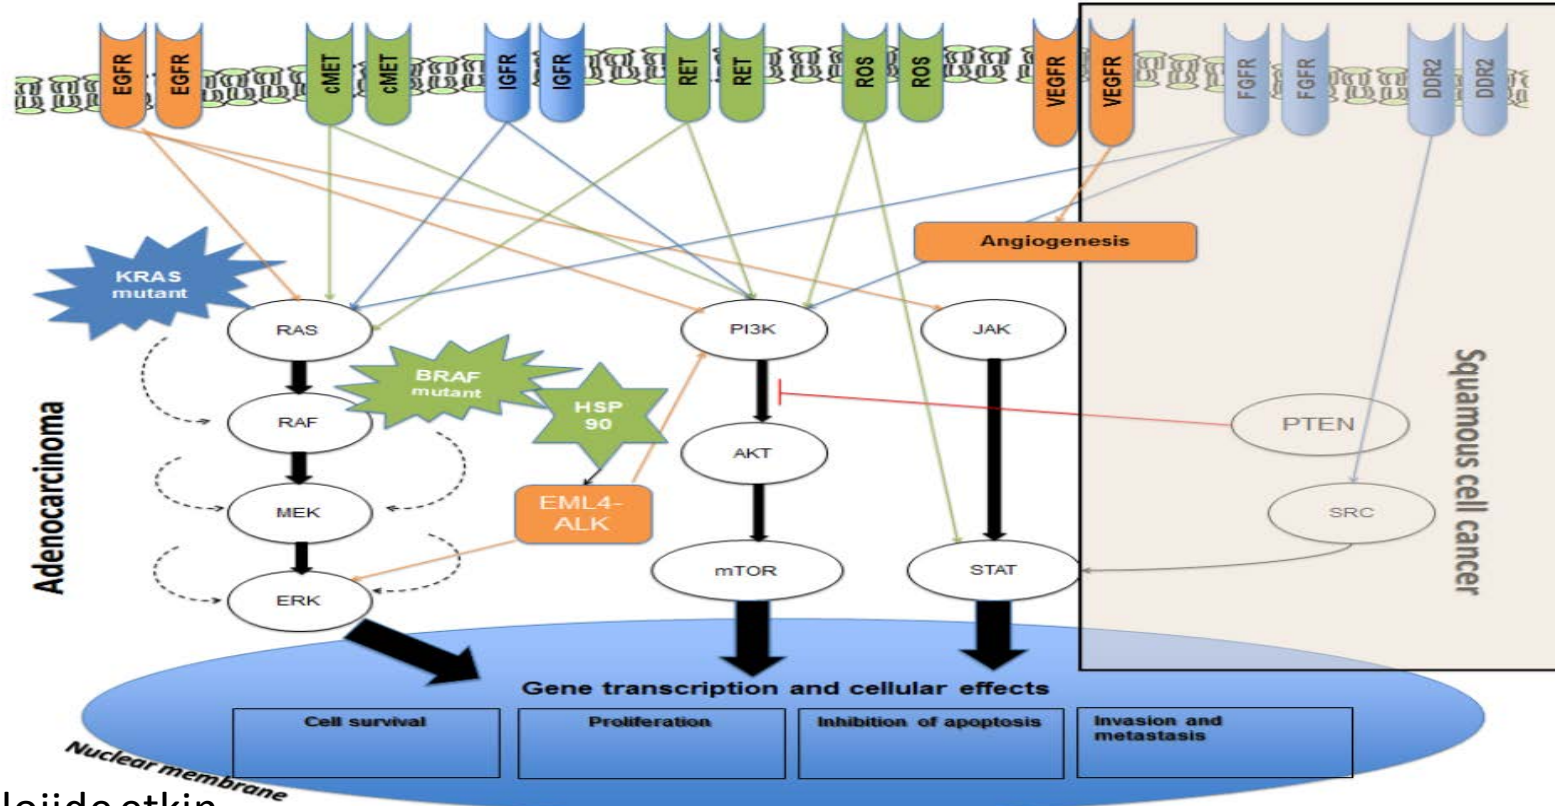 EGFR
EGFR
cMET
cMET
IGFR
IGFR
RET
RET
ROS
ROS
VEGFR
VEGFR
FGFR
FGFR
DDR2
DDR2
Angiogenesis
KRAS
mutant
RAS
PI3K
JAK
BRAF
mutant
HSP
90
RAF
AKT
PTEN
MEK
EML4-
ALK
SRC
ERK
mTOR
STAT
Adenocarcinoma
Squamous cell cancer
Gene transcription and cellular effects
Cell survival
Proliferation
Inhibition of apoptosis
Invasion and
metastasis
Nuclear membrane